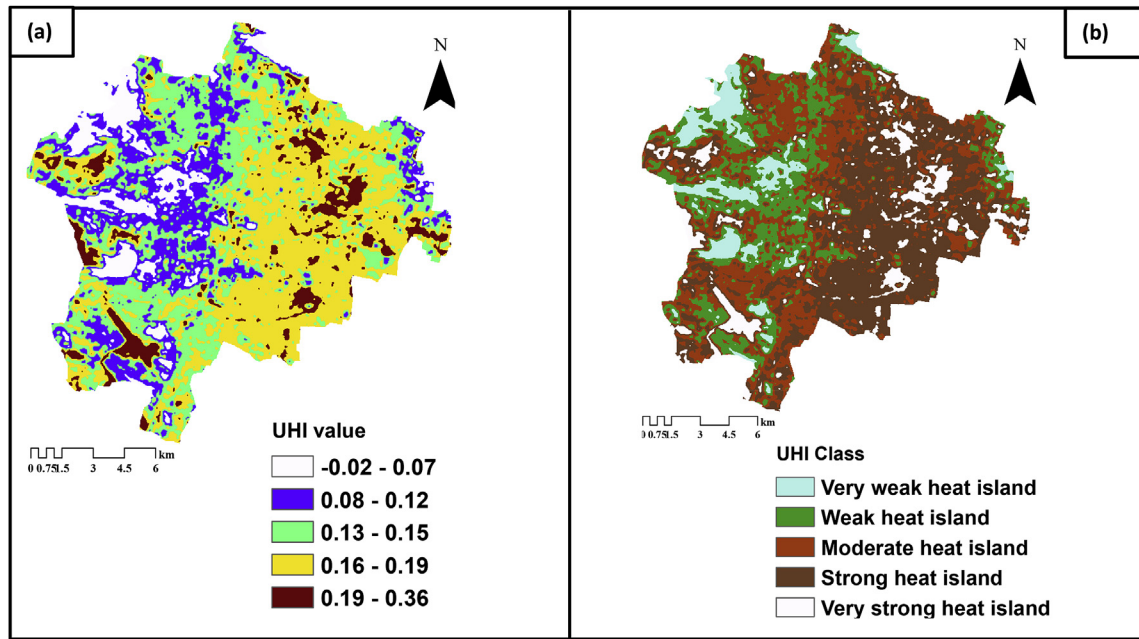 (a)
N
UHI value
-0.02 - 0.07
0.08 - 0.12
0.13 - 0.15
0.16 - 0.19
0.19 - 0.36
km
0 0.75 1.5 3 4.5 6
(b)
N
UHI Class
Very weak heat island
Weak heat island
Moderate heat island
Strong heat island
Very strong heat island
km
0 0.75 1.5 3 4.5 6